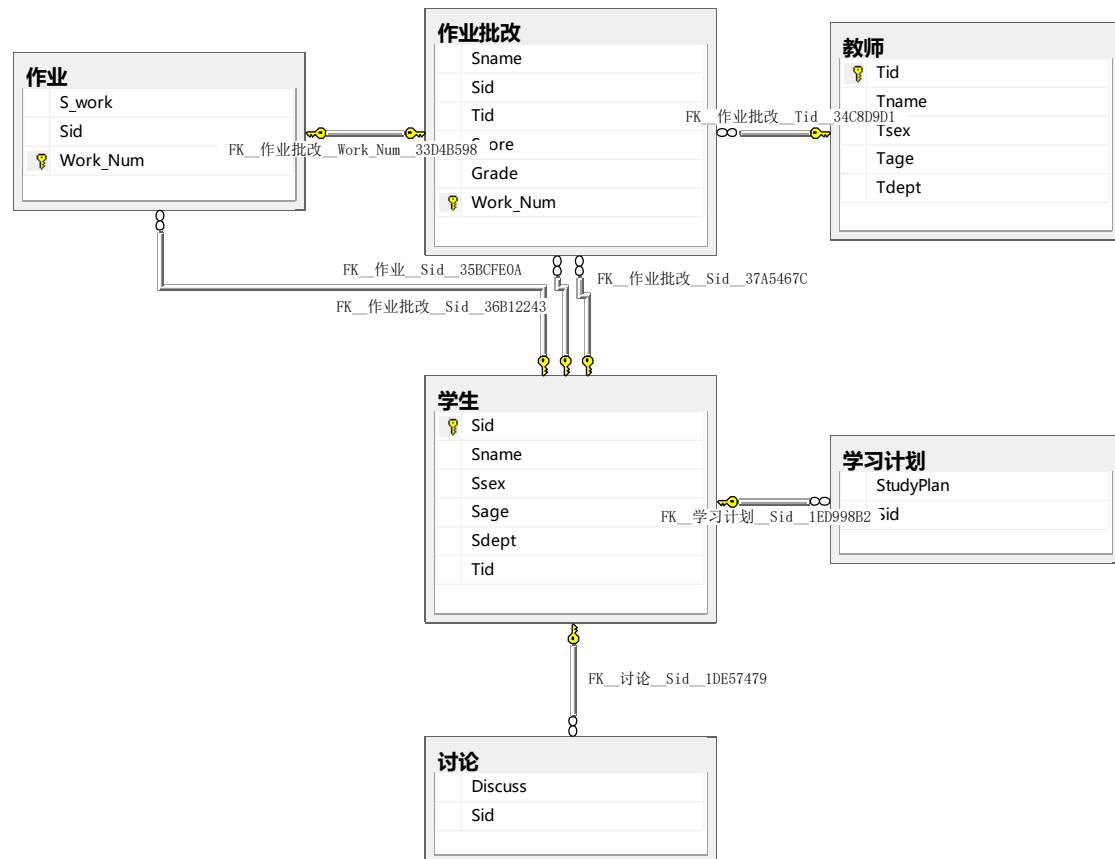 作业
S_work
Sid
Work_Num
作业批改
Sname
Sid
Tid
ore
Grade
Work_Num
教师
Tid
Tname
Tsex
Tage
Tdept
FK__作业批改__Work_Num__33D4B598
FK__作业批改__Tid__34C8D9D1
FK__作业__Sid__35BCFE0A
FK__作业批改__Sid__36B12243
FK__作业批改__Sid__37A5467C
学生
Sid
Sname
Ssex
Sage
Sdept
Tid
学习计划
StudyPlan
Sid
FK__学习计划__Sid__1ED998B2
FK__讨论__Sid__1DE57479
讨论
Discuss
Sid